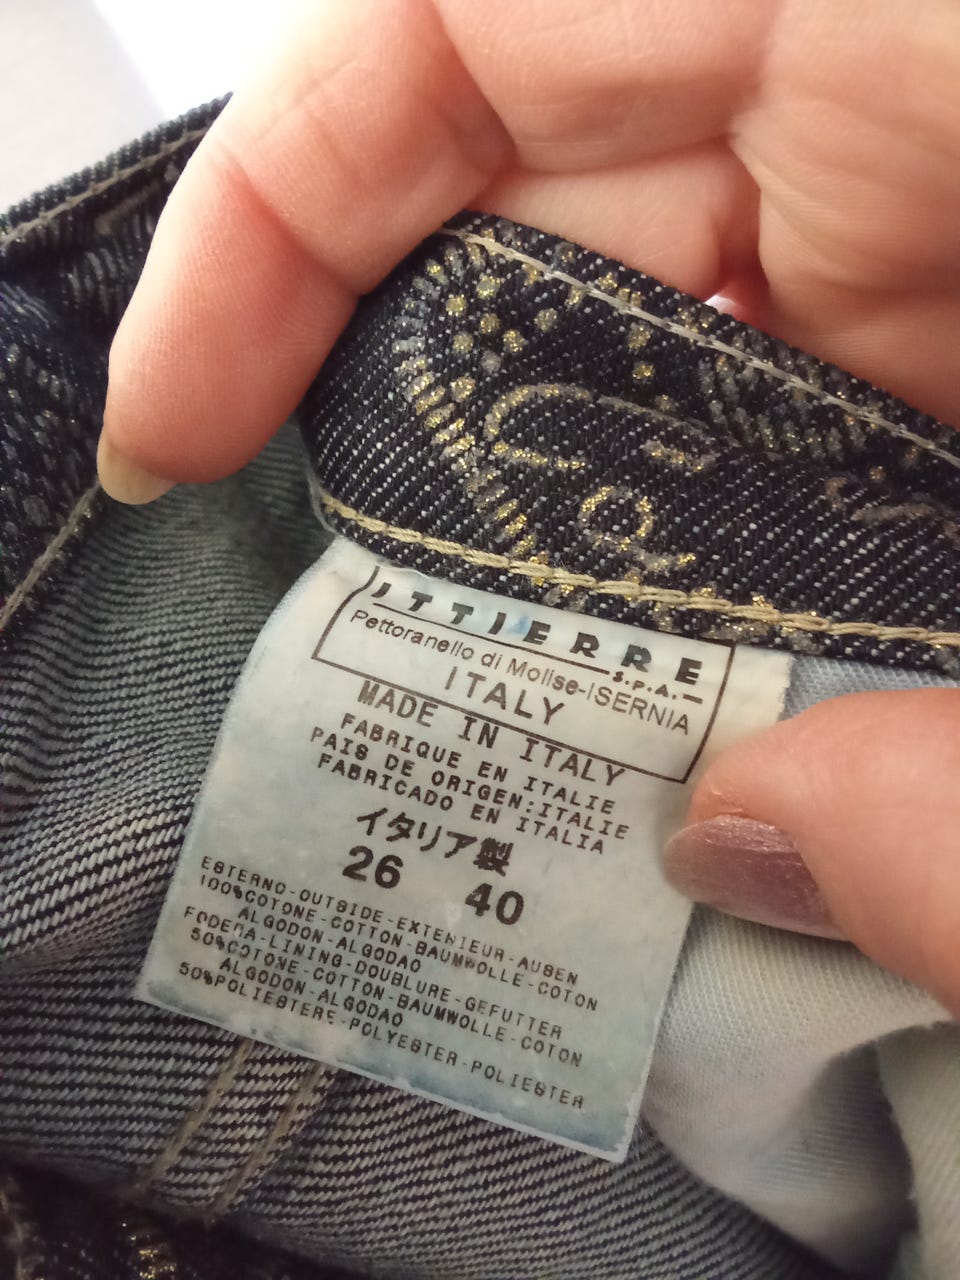 ITTIERRE
S.P.A.
Pettoranello di Molise-ISERNIA
ITALY
MADE IN ITALY
FABRIQUE EN ITALIE
PAIS DE ORIGEN:ITALIE
FABRICADO EN ITALIA
イタリア製
26 40
ESTERNO-OUTSIDE-EXTERIEUR-AUSEN
100%COTONE-COTTON-BAUMWOLLE-COTON
ALGODON-ALGODAO
FODERA-LINING-DOUBLURE-GEFUTTER
50%COTONE-COTTON-BAUMWOLLE-COTON
ALGODON-ALGODAO
50%POLIESTERE-POLYESTER-POLIESTER